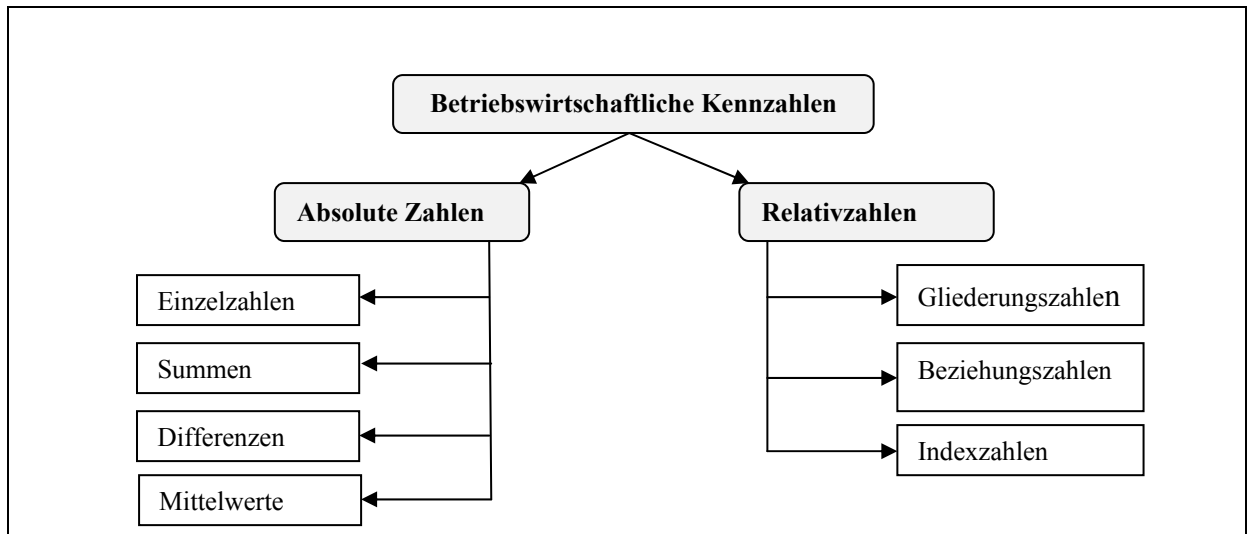 Betriebswirtschaftliche Kennzahlen
Absolute Zahlen
Relativzahlen
Einzelzahlen
Summen
Differenzen
Mittelwerte
Gliederungszahlen
Beziehungszahlen
Indexzahlen